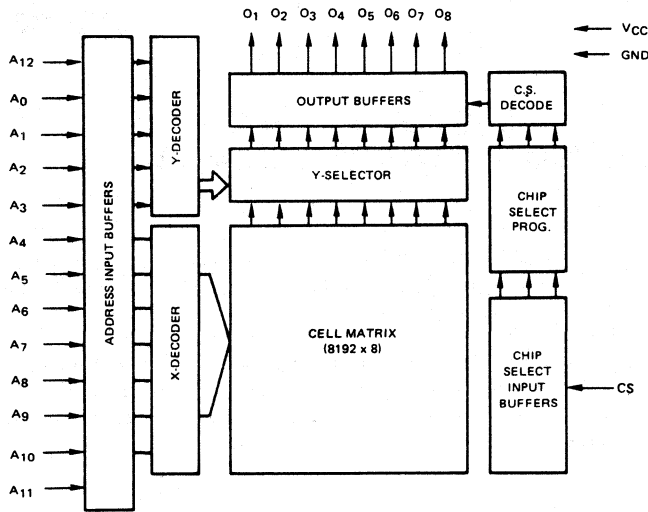 O1 O2 O3 O4 O5 O6 O7 O8
VCC
GND
A12
A0
A1
A2
A3
A4
A5
A6
A7
A8
A9
A10
A11
ADDRESS INPUT BUFFERS
Y-DECODER
X-DECODER
OUTPUT BUFFERS
Y-SELECTOR
CELL MATRIX
(8192 x 8)
C.S.
DECODE
CHIP
SELECT
PROG.
CHIP
SELECT
INPUT
BUFFERS
CS